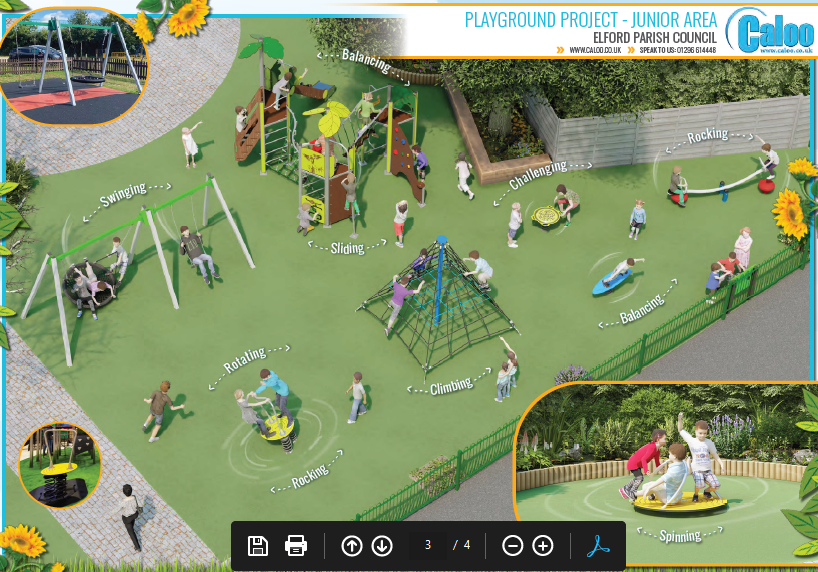 PLAYGROUND PROJECT - JUNIOR AREA
ELFORD PARISH COUNCIL
WWW.CALOO.CO.UK SPEAK TO US: 01296 614448
Caloo
www.caloo.co.uk
Balancing
Rocking
Challenging
Swinging
Sliding
Balancing
Rotating
Climbing
Rocking
Spinning
3 / 4